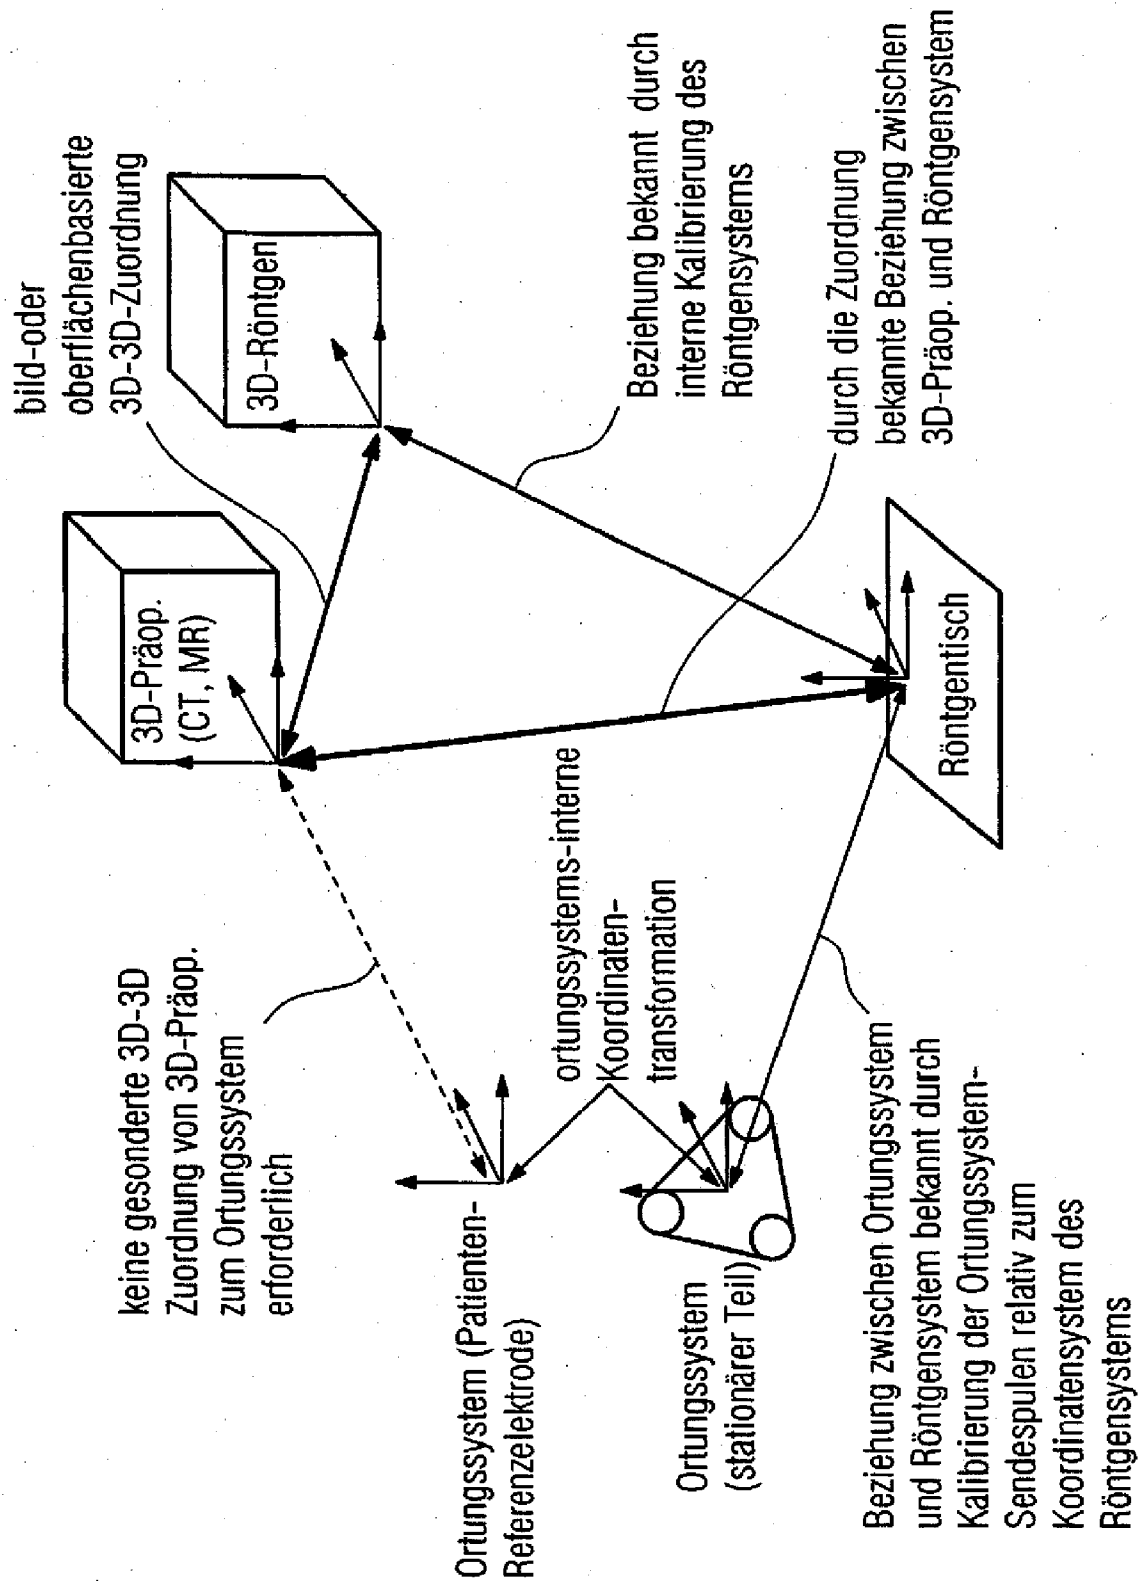 bild-oder
oberflächenbasierte
3D-3D-Zuordnung
3D-Präop.
(CT, MR)
3D-Röntgen
keine gesonderte 3D-3D
Zuordnung von 3D-Präop.
zum Ortungssystem
erforderlich
Beziehung bekannt durch
interne Kalibrierung des
Röntgensystems
ortungssystems-interne
Koordinaten-
transformation
Ortungssystem (Patienten-
Referenzelektrode)
durch die Zuordnung
bekannte Beziehung zwischen
3D-Präop. und Röntgensystem
Ortungssystem
(stationärer Teil)
Röntgentisch
Beziehung zwischen Ortungssystem
und Röntgensystem bekannt durch
Kalibrierung der Ortungssystem-
Sendespulen relativ zum
Koordinatensystem des
Röntgensystems